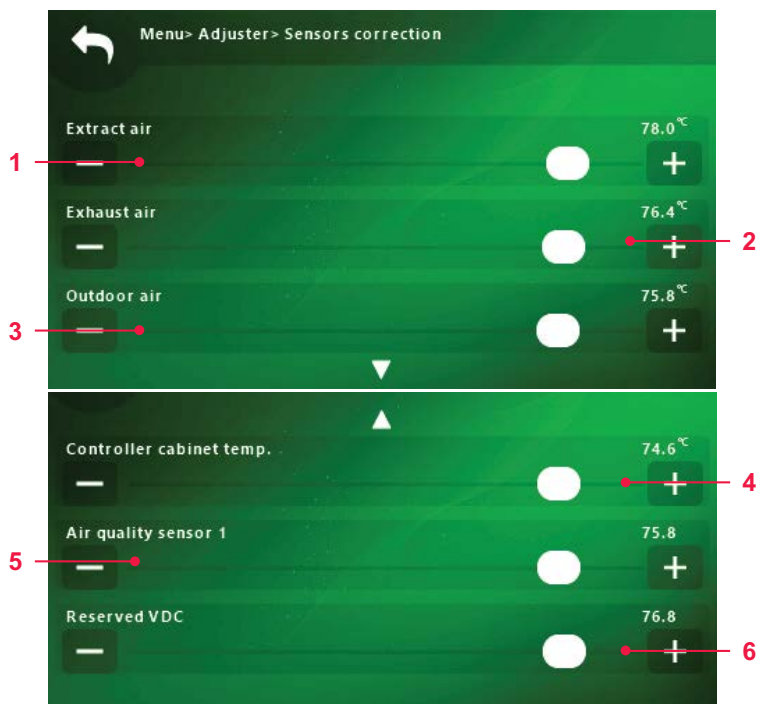 Menu> Adjuster> Sensors correction
Extract air 78.0 °C
1
Exhaust air 76.4 °C
2
Outdoor air 75.8 °C
3
Controller cabinet temp. 74.6 °C
4
Air quality sensor 1 75.8
5
Reserved VDC 76.8
6